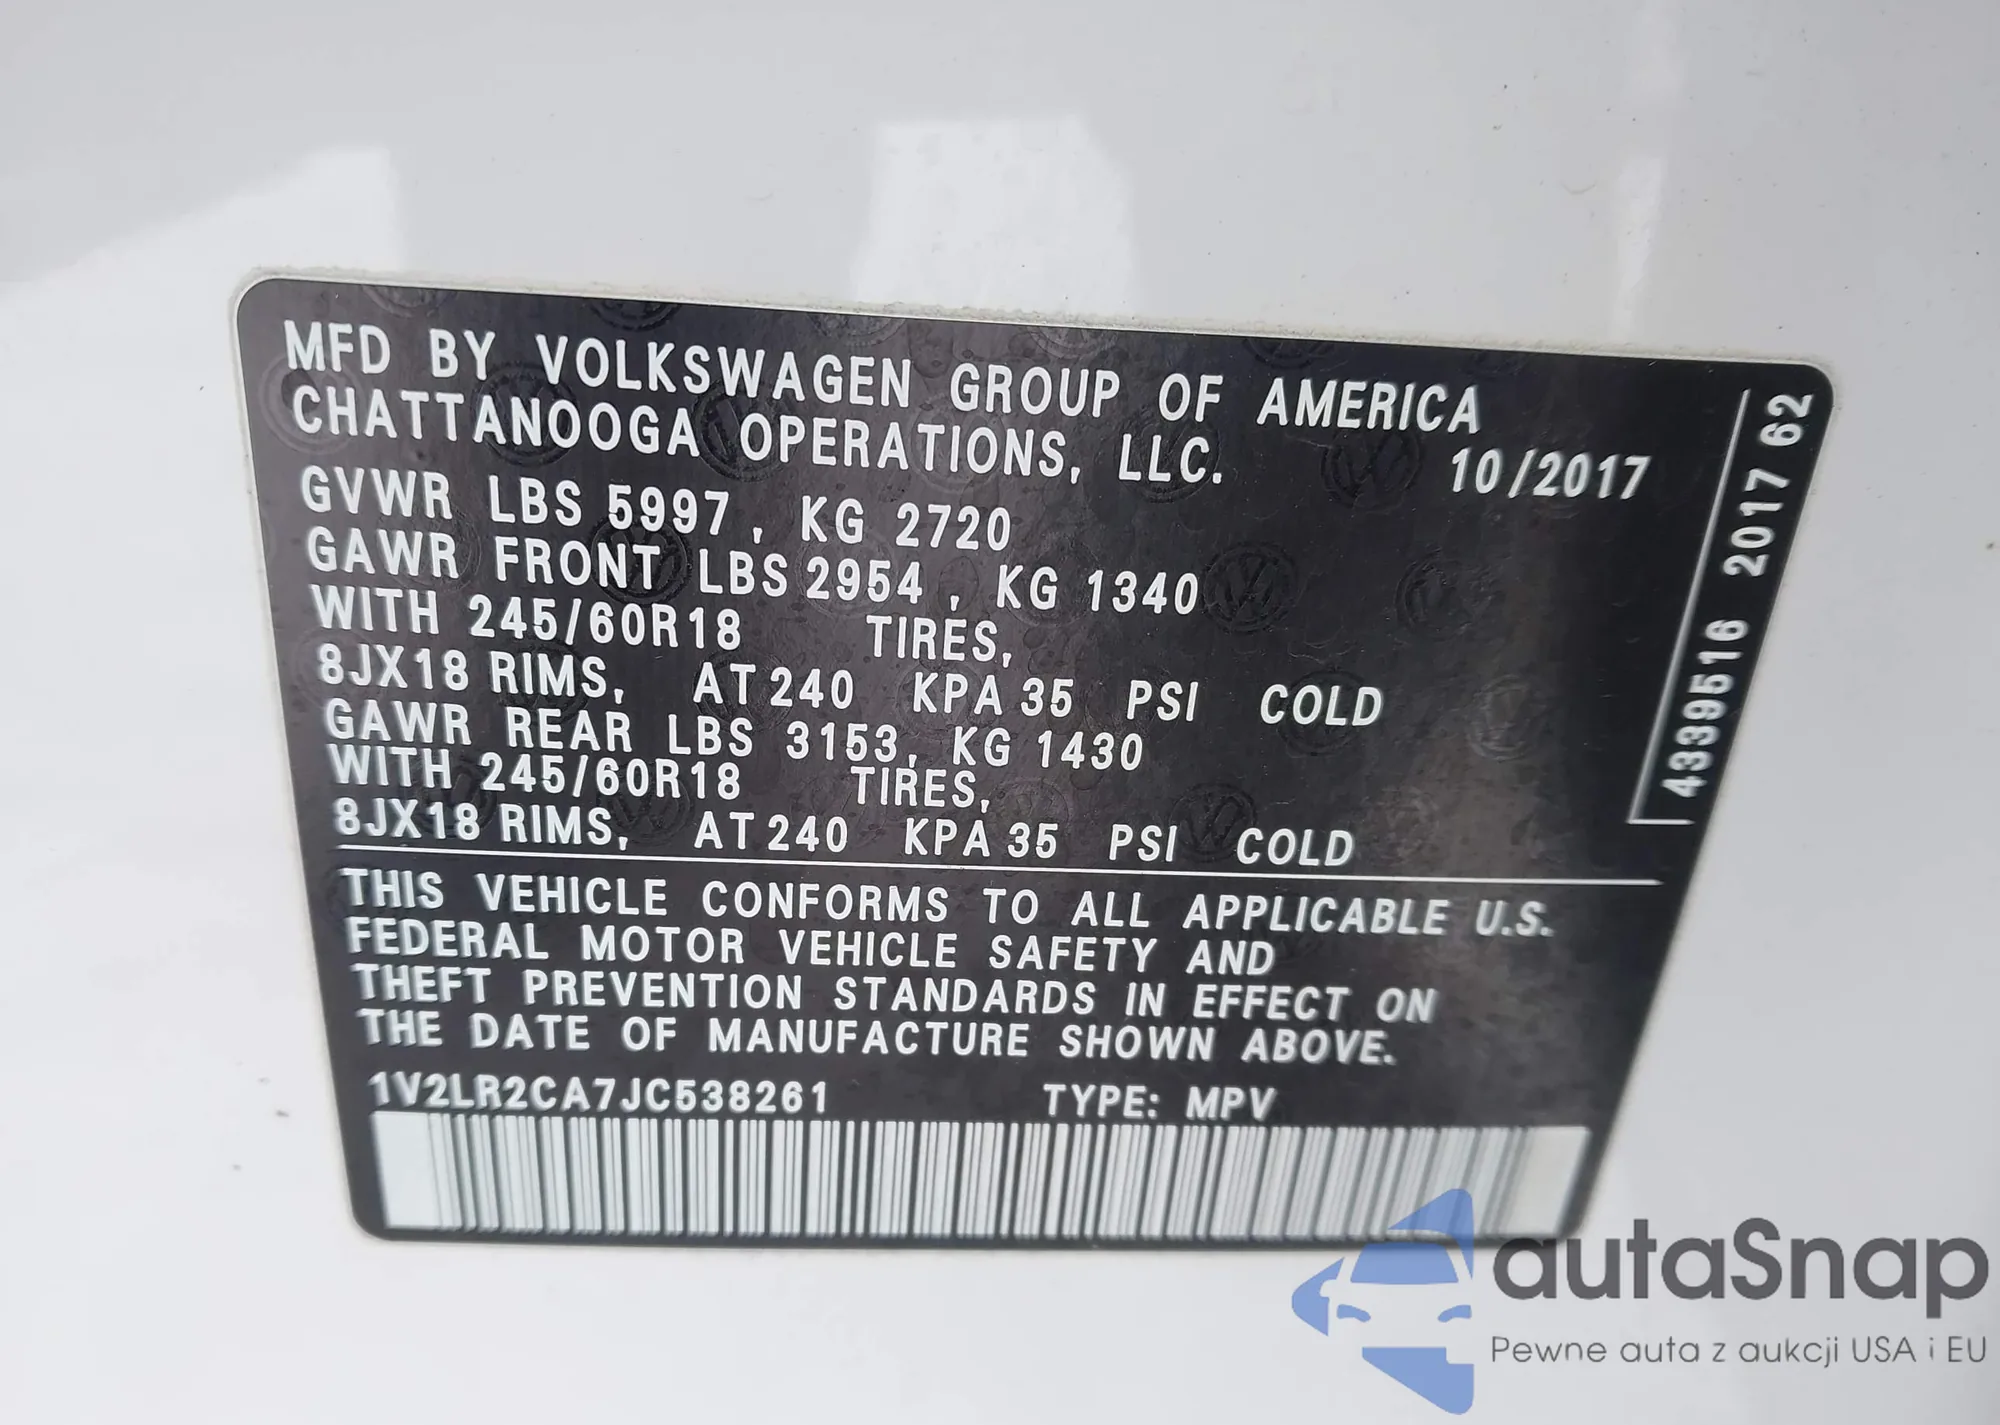 MFD BY VOLKSWAGEN GROUP OF AMERICA
CHATTANOOGA OPERATIONS, LLC.
10/2017
GVWR LBS 5997, KG 2720
GAWR FRONT LBS 2954, KG 1340
WITH 245/60R18 TIRES,
8JX18 RIMS, AT 240 KPA 35 PSI COLD
GAWR REAR LBS 3153, KG 1430
WITH 245/60R18 TIRES,
8JX18 RIMS, AT 240 KPA 35 PSI COLD
THIS VEHICLE CONFORMS TO ALL APPLICABLE U.S.
FEDERAL MOTOR VEHICLE SAFETY AND
THEFT PREVENTION STANDARDS IN EFFECT ON
THE DATE OF MANUFACTURE SHOWN ABOVE.
1V2LR2CA7JC538261 TYPE: MPV
4339516 2017 62
autaSnap
Pewne auta z aukcji USA i EU